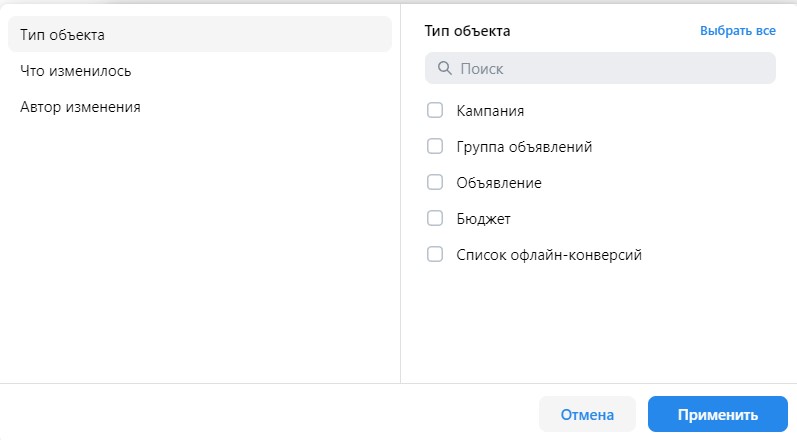 Тип объекта
Что изменилось
Автор изменения
Тип объекта
Выбрать все
Поиск
Кампания
Группа объявлений
Объявление
Бюджет
Список офлайн-конверсий
Отмена
Применить